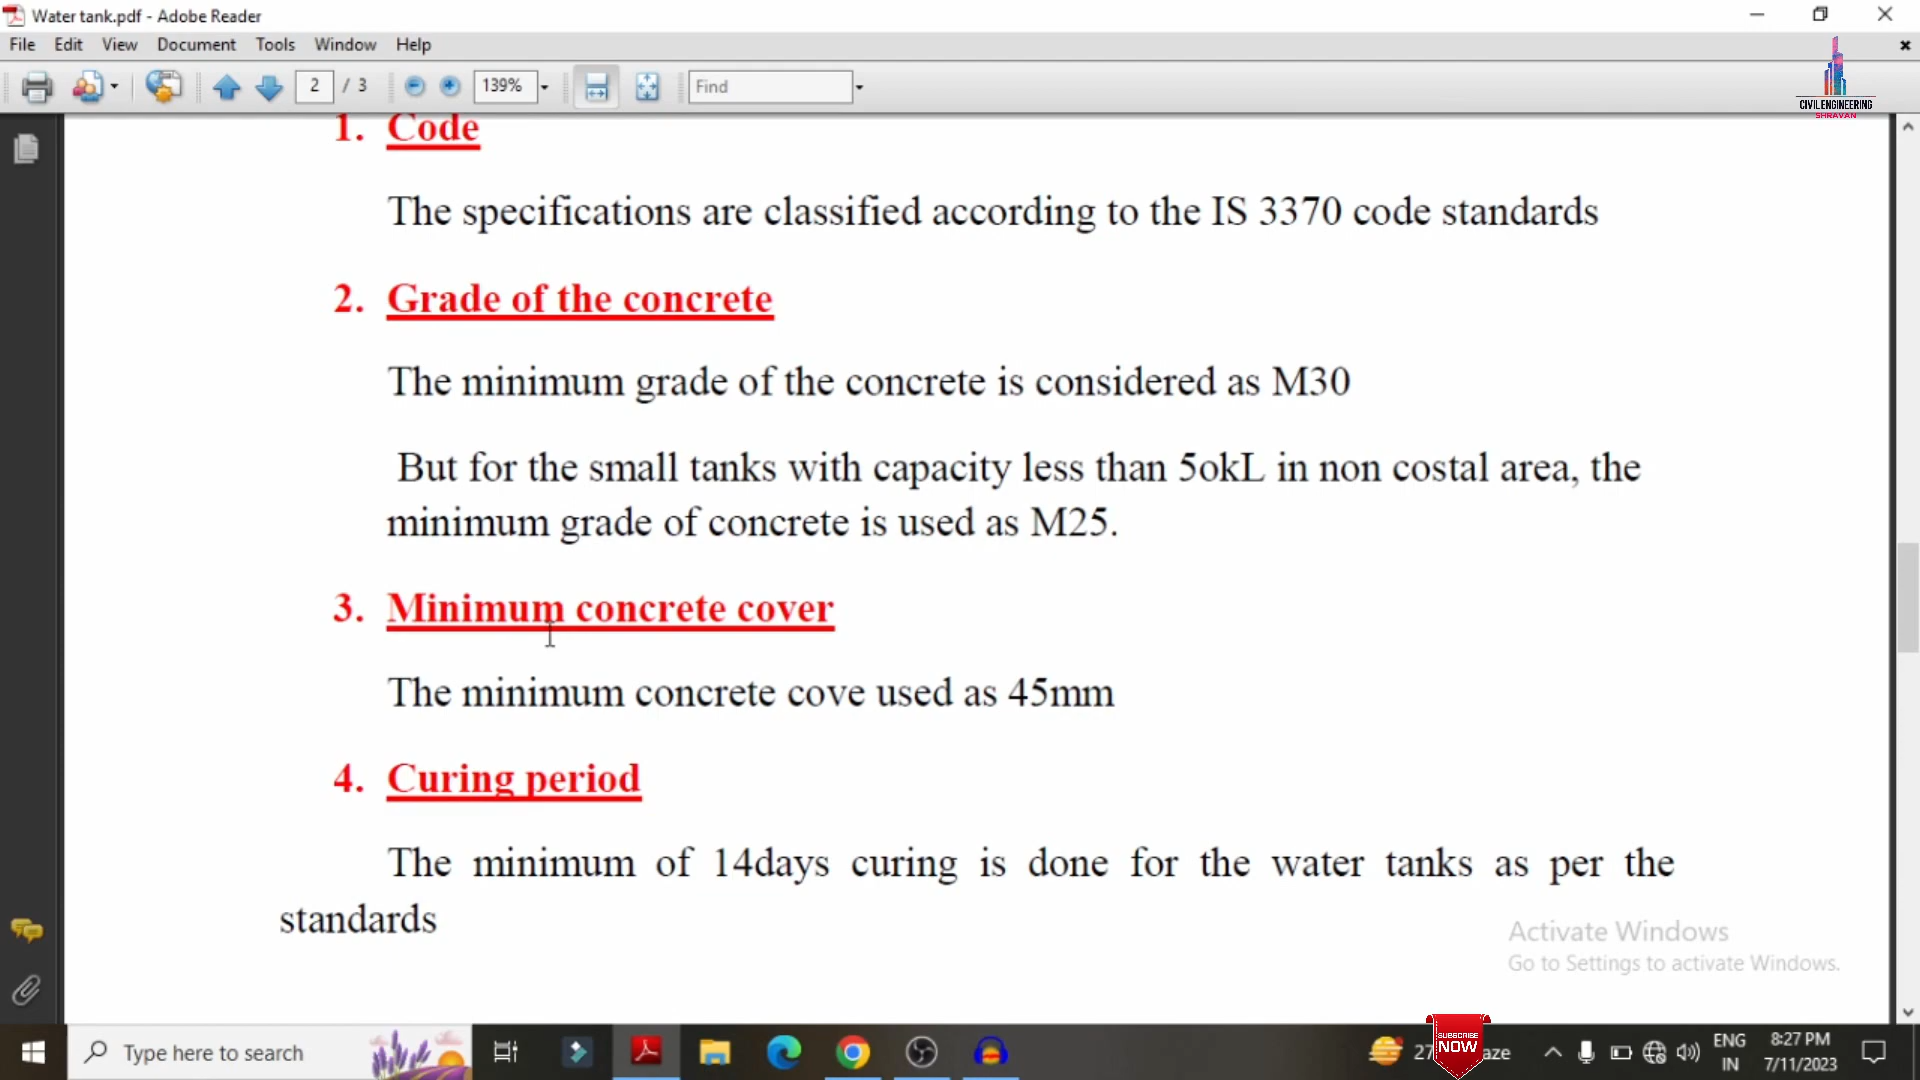 Water tank.pdf - Adobe Reader
File Edit View Document Tools Window Help
2 / 3 139% Find
CIVIL ENGINEERING
SHRAVAN
1. Code
The specifications are classified according to the IS 3370 code standards
2. Grade of the concrete
The minimum grade of the concrete is considered as M30
But for the small tanks with capacity less than 5okL in non costal area, the
minimum grade of concrete is used as M25.
3. Minimum concrete cover
The minimum concrete cove used as 45mm
4. Curing period
The minimum of 14days curing is done for the water tanks as per the
standards
Activate Windows
Go to Settings to activate Windows.
Type here to search
SUBSCRIBE
NOW
ENG
IN
8:27 PM
7/11/2023